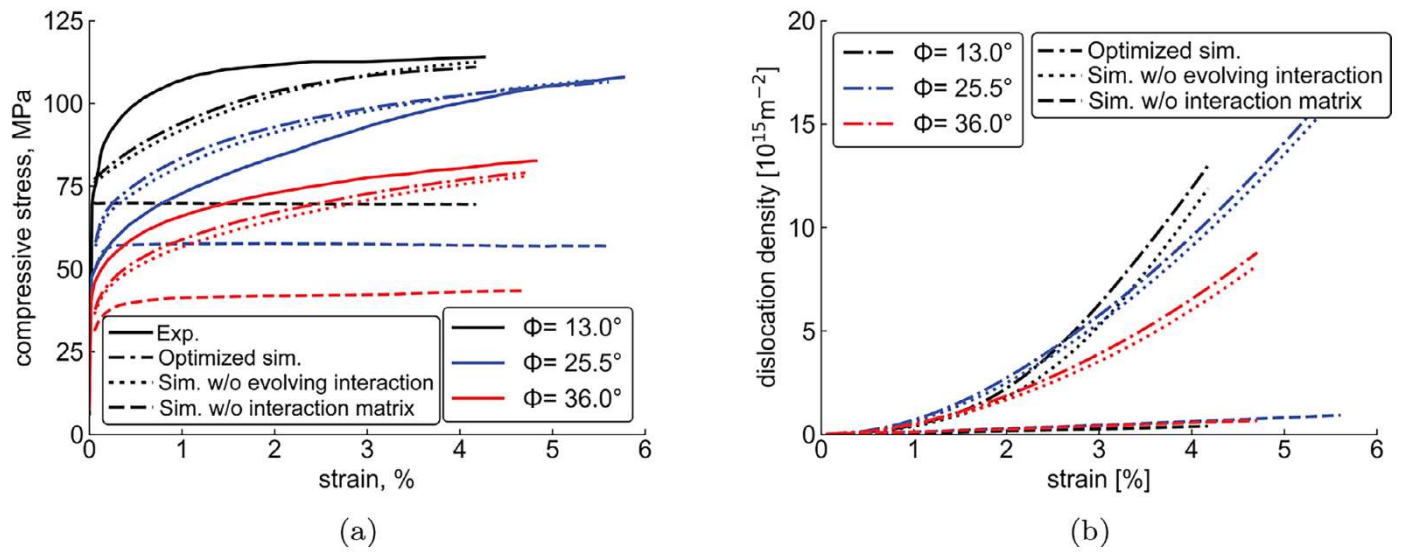 125
100
75
50
25
0
compressive stress, MPa
Exp.
Optimized sim.
Sim. w/o evolving interaction
Sim. w/o interaction matrix
Φ= 13.0°
Φ= 25.5°
Φ= 36.0°
0 1 2 3 4 5 6
strain, %
(a)
20
15
10
5
0
dislocation density [10¹⁵m⁻²]
Φ= 13.0°
Φ= 25.5°
Φ= 36.0°
Optimized sim.
Sim. w/o evolving interaction
Sim. w/o interaction matrix
0 1 2 3 4 5 6
strain [%]
(b)